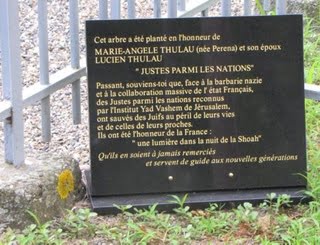 Cet arbre a été planté en l'honneur de
MARIE-ANGELE THULAU (née Perena) et son époux
LUCIEN THULAU
" JUSTES PARMI LES NATIONS"
Passant, souviens-toi que, face à la barbarie nazie
et à la collaboration massive de l' état Français,
des Justes parmi les nations reconnus
par l'Institut Yad Vashem de Jérusalem,
ont sauvés des Juifs au péril de leurs vies
et de celles de leurs proches.
Ils ont été l'honneur de la France :
" une lumière dans la nuit de la Shoah"
Qu'ils en soient à jamais remerciés
et servent de guide aux nouvelles générations